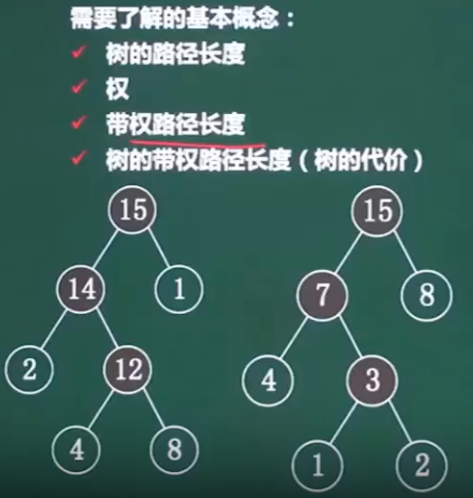 需要了解的基本概念：
✓ 树的路径长度
✓ 权
✓ 带权路径长度
✓ 树的带权路径长度（树的代价）
15 15
14 1 7 8
2 12 4 3
4 8 1 2